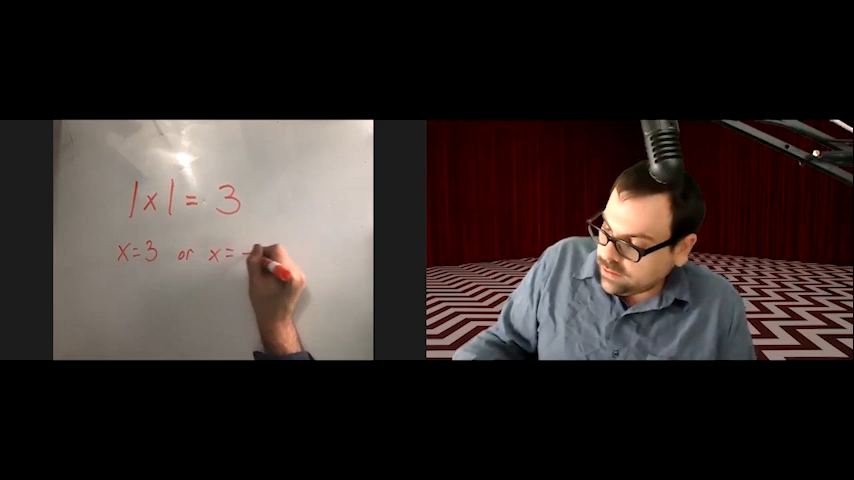 |x| = 3
x=3 or x= -